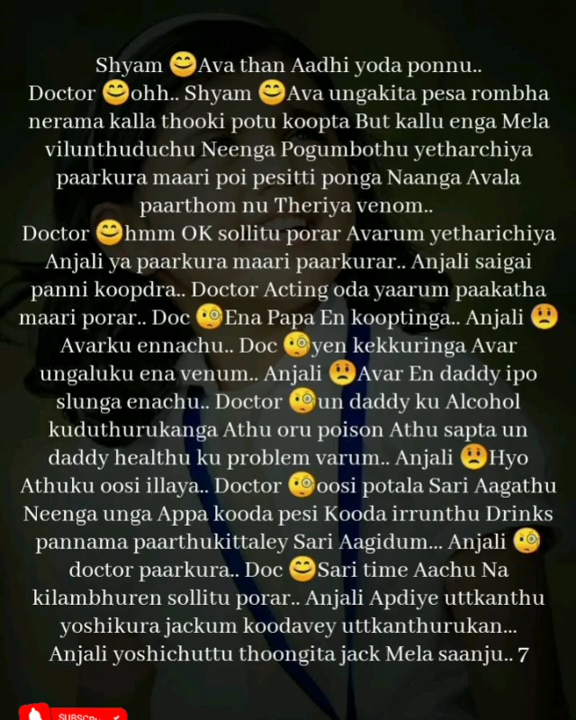 Shyam 😊Ava than Aadhi yoda ponnu..
Doctor 😊ohh.. Shyam 😊Ava ungakita pesa rombha
nerama kalla thooki potu koopta But kallu enga Mela
vilunthuduchu Neenga Pogumbothu yetharchiya
paarkura maari poi pesitti ponga Naanga Avala
paarthom nu Theriya venom..
Doctor 😊hmm OK sollitu porar Avarum yetharichiya
Anjali ya paarkura maari paarkurar.. Anjali saigai
panni koopdra.. Doctor Acting oda yaarum paakatha
maari porar.. Doc 🧐Ena Papa En kooptinga.. Anjali 😟
Avarku ennachu.. Doc 🧐yen kekkuringa Avar
ungaluku ena venum.. Anjali 😟Avar En daddy ipo
slunga enachu.. Doctor 🧐un daddy ku Alcohol
kuduthurukanga Athu oru poison Athu sapta un
daddy healthu ku problem varum.. Anjali 😟Hyo
Athuku oosi illaya.. Doctor 🧐oosi potala Sari Aagathu
Neenga unga Appa kooda pesi Kooda irrunthu Drinks
pannama paarthukittaley Sari Aagidum... Anjali 🧐
doctor paarkura.. Doc 😊Sari time Aachu Na
kilambhuren sollitu porar.. Anjali Apdiye uttkanthu
yoshikura jackum koodavey uttkanthurukan...
Anjali yoshichuttu thoongita jack Mela saanju.. 7